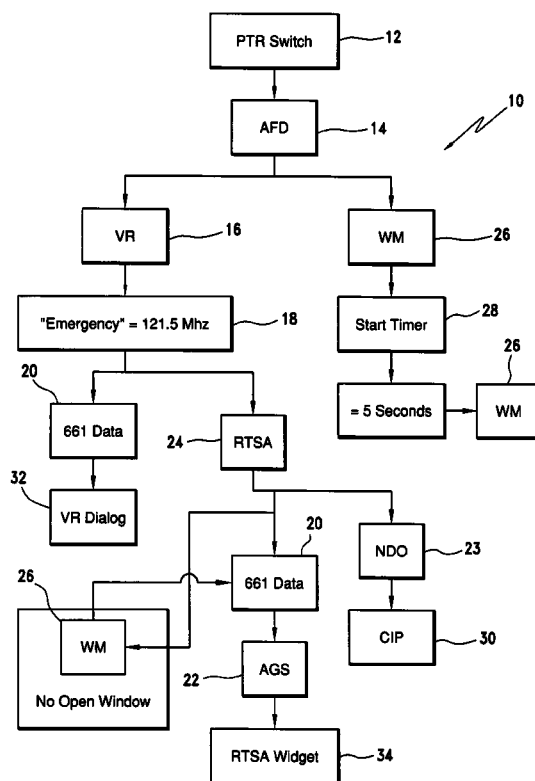 PTR Switch
12
10
AFD
14
VR
16
WM
26
"Emergency" = 121.5 Mhz
18
Start Timer
28
20
661 Data
24
RTSA
= 5 Seconds
26
WM
32
VR Dialog
20
661 Data
NDO
23
26
WM
No Open Window
22
AGS
CIP
30
RTSA Widget
34